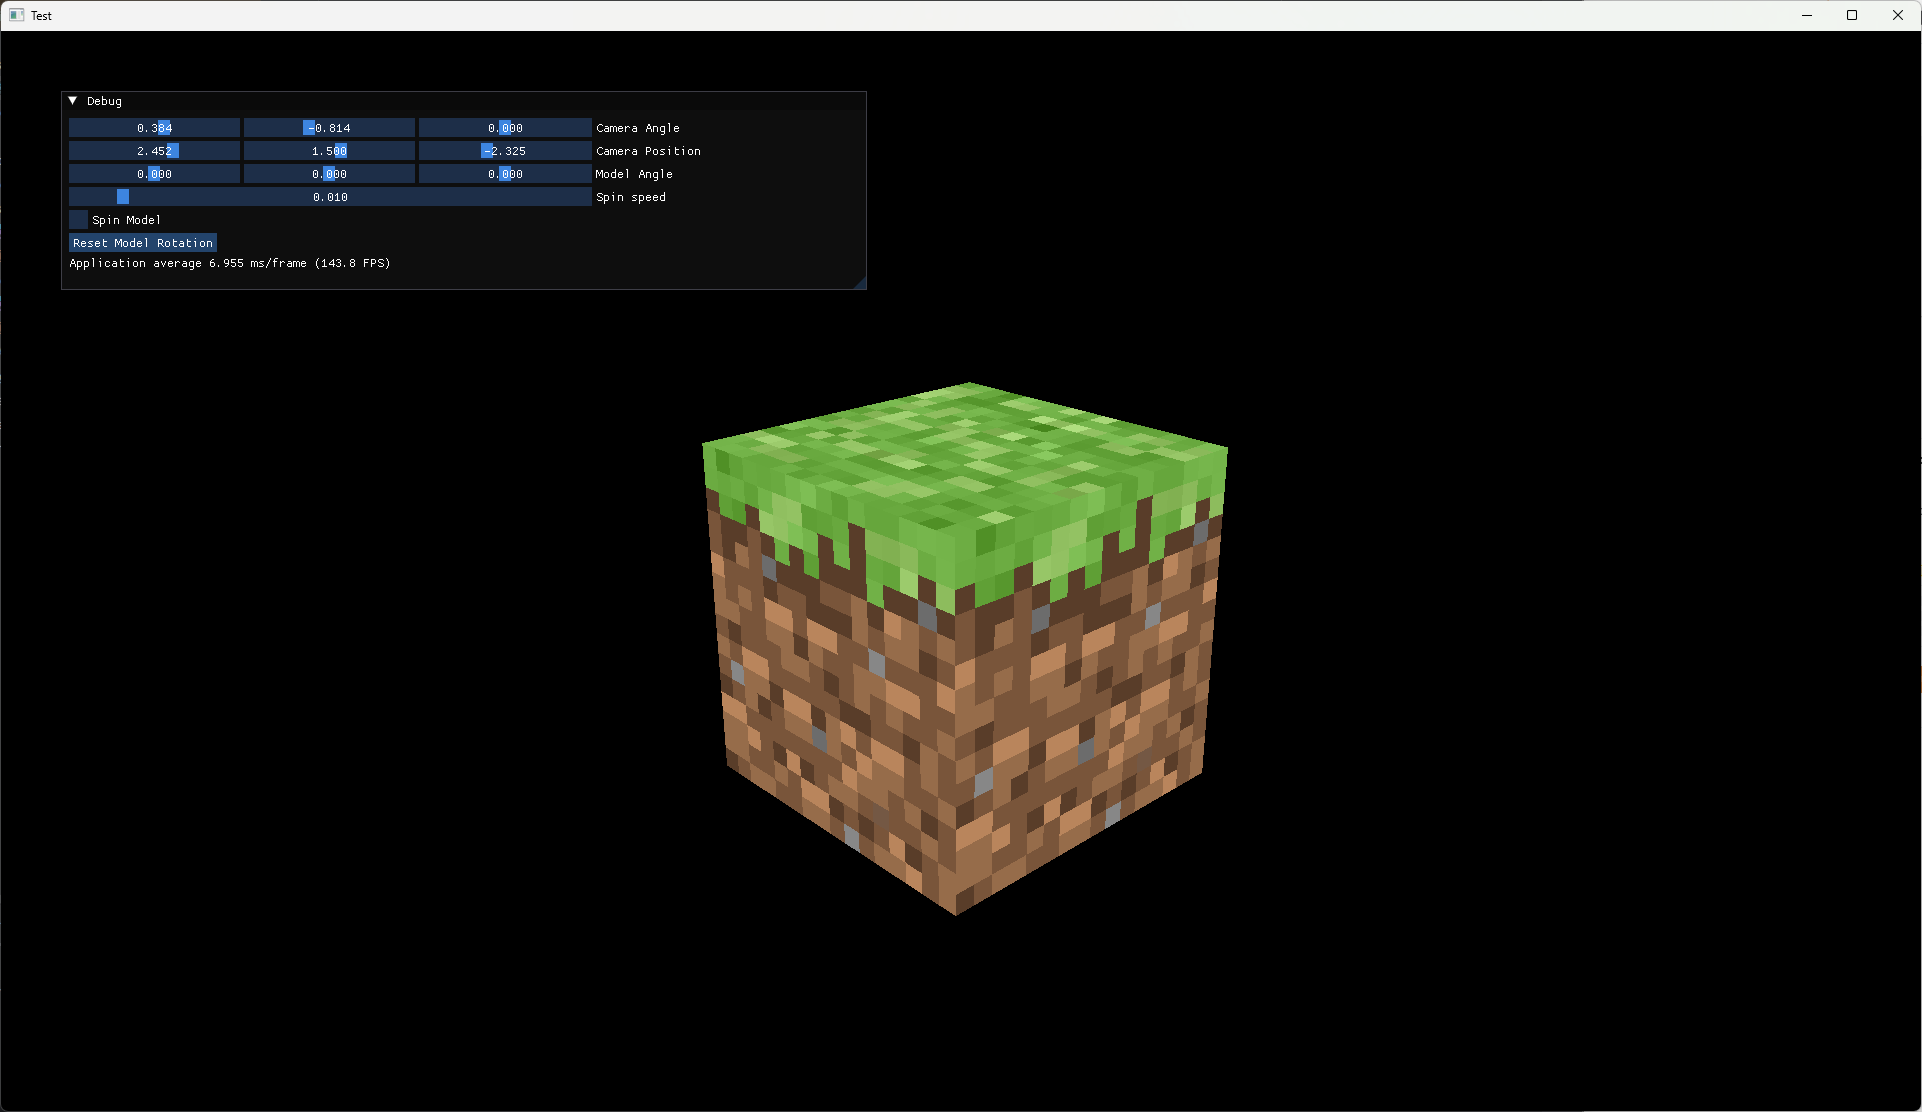 Test
Debug
0.384 -0.814 0.000 Camera Angle
2.452 1.500 -2.325 Camera Position
0.000 0.000 0.000 Model Angle
0.010 Spin speed
Spin Model
Reset Model Rotation
Application average 6.955 ms/frame (143.8 FPS)